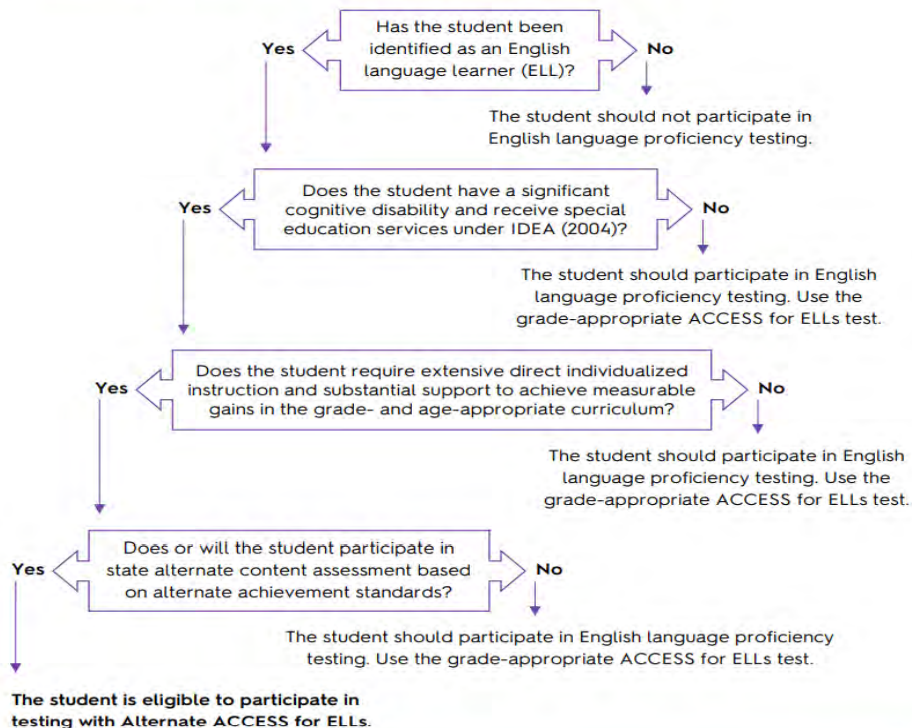 Has the student been
Yes
identified as an English
No
language learner (ELL)?
The student should not participate in
English language proficiency testing.
Does the student have a significant
Yes
cognitive disability and receive special
No
education services under IDEA (2004)?
The student should participate in English
language proficiency testing. Use the
grade-appropriate ACCESS for ELLs test.
Does the student require extensive direct individualized
Yes
instruction and substantial support to achieve measurable
No
gains in the grade- and age-appropriate curriculum?
The student should participate in English
language proficiency testing. Use the
grade-appropriate ACCESS for ELLs test.
Does or will the student participate in
Yes
state alternate content assessment based
No
on alternate achievement standards?
The student should participate in English language proficiency
testing. Use the grade-appropriate ACCESS for ELLs test.
The student is eligible to participate in
testing with Alternate ACCESS for ELLs.